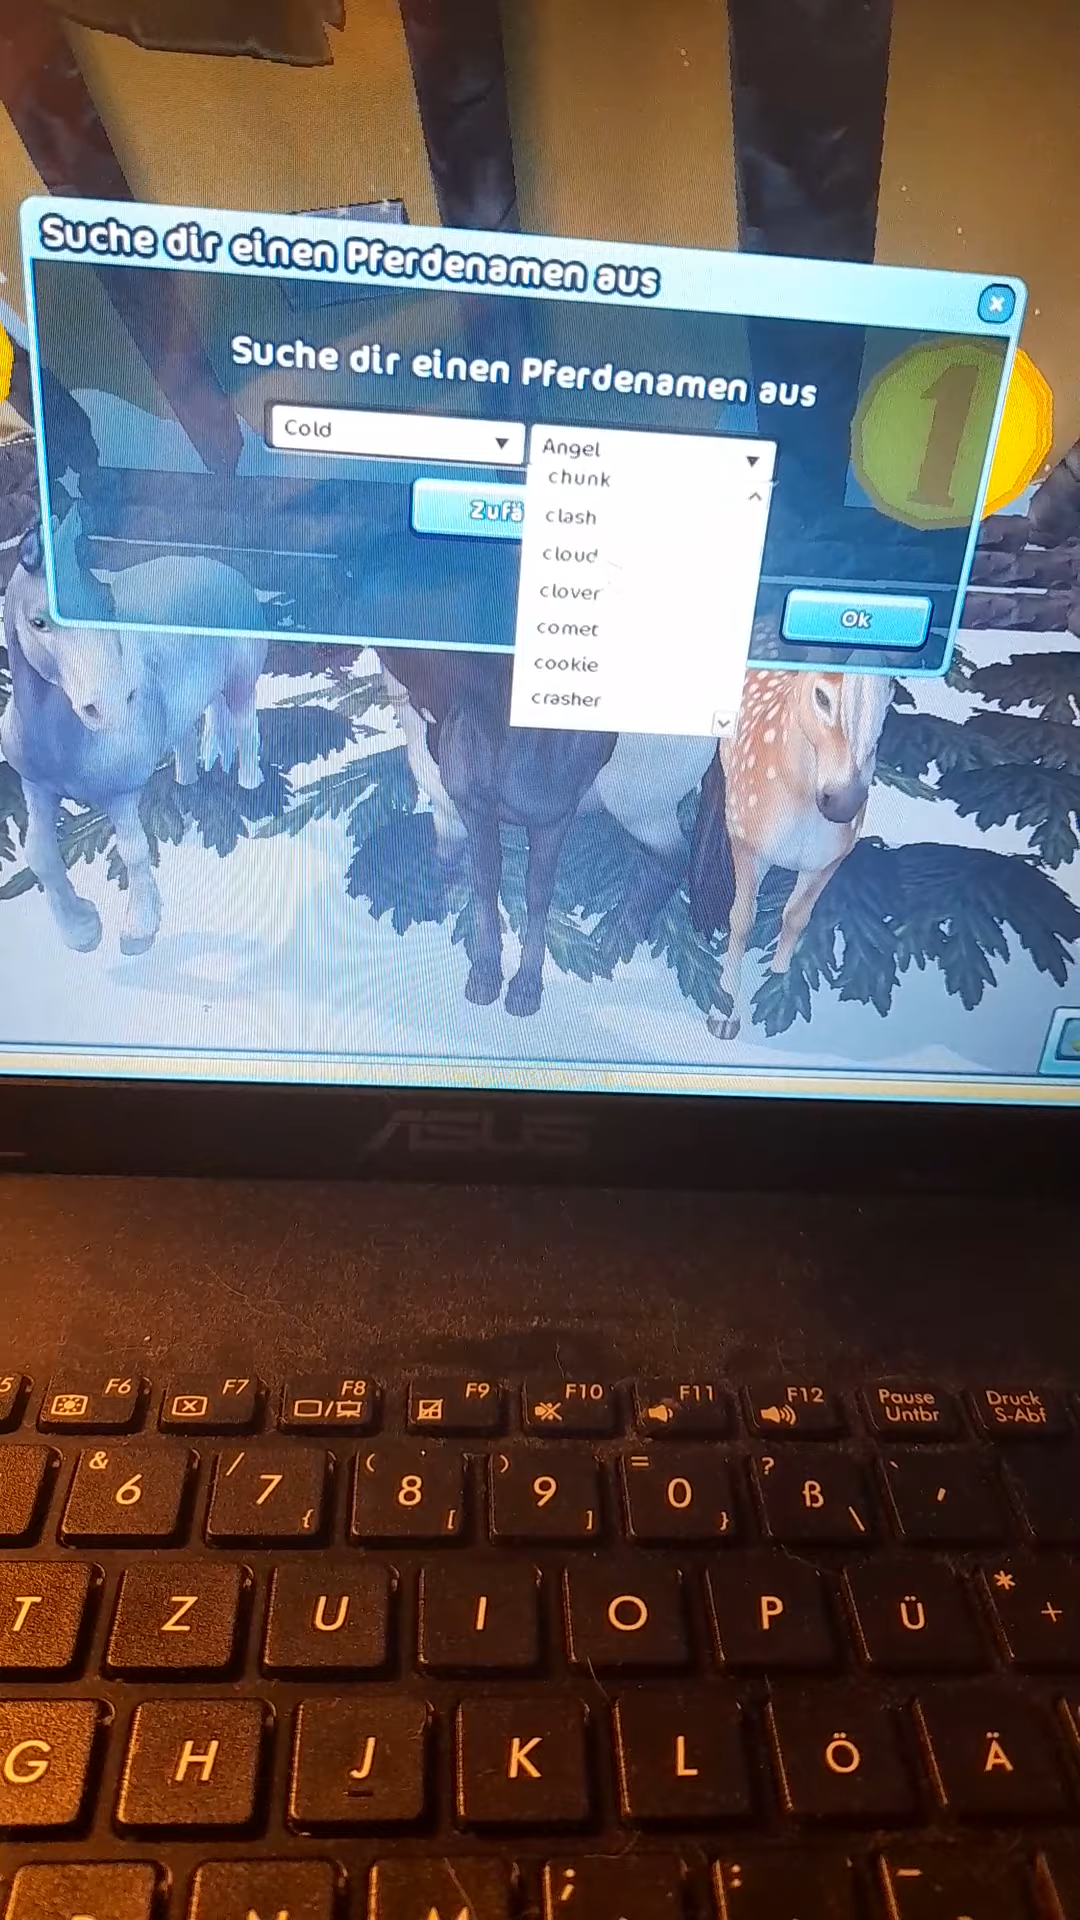 Suche dir einen Pferdenamen aus
Suche dir einen Pferdenamen aus
1
Cold
Angel
chunk
Zufä
clash
cloud
clover
comet
Ok
cookie
crasher
ASUS
F6
F7
F8
F9
F10
F11
F12
Pause
Untbr
Druck
S-Abf
& 6
/ 7 {
( 8 [
) 9 ]
= 0 }
? ß \
` ´
T Z U I O P Ü * +
G H J K L Ö Ä
; : _